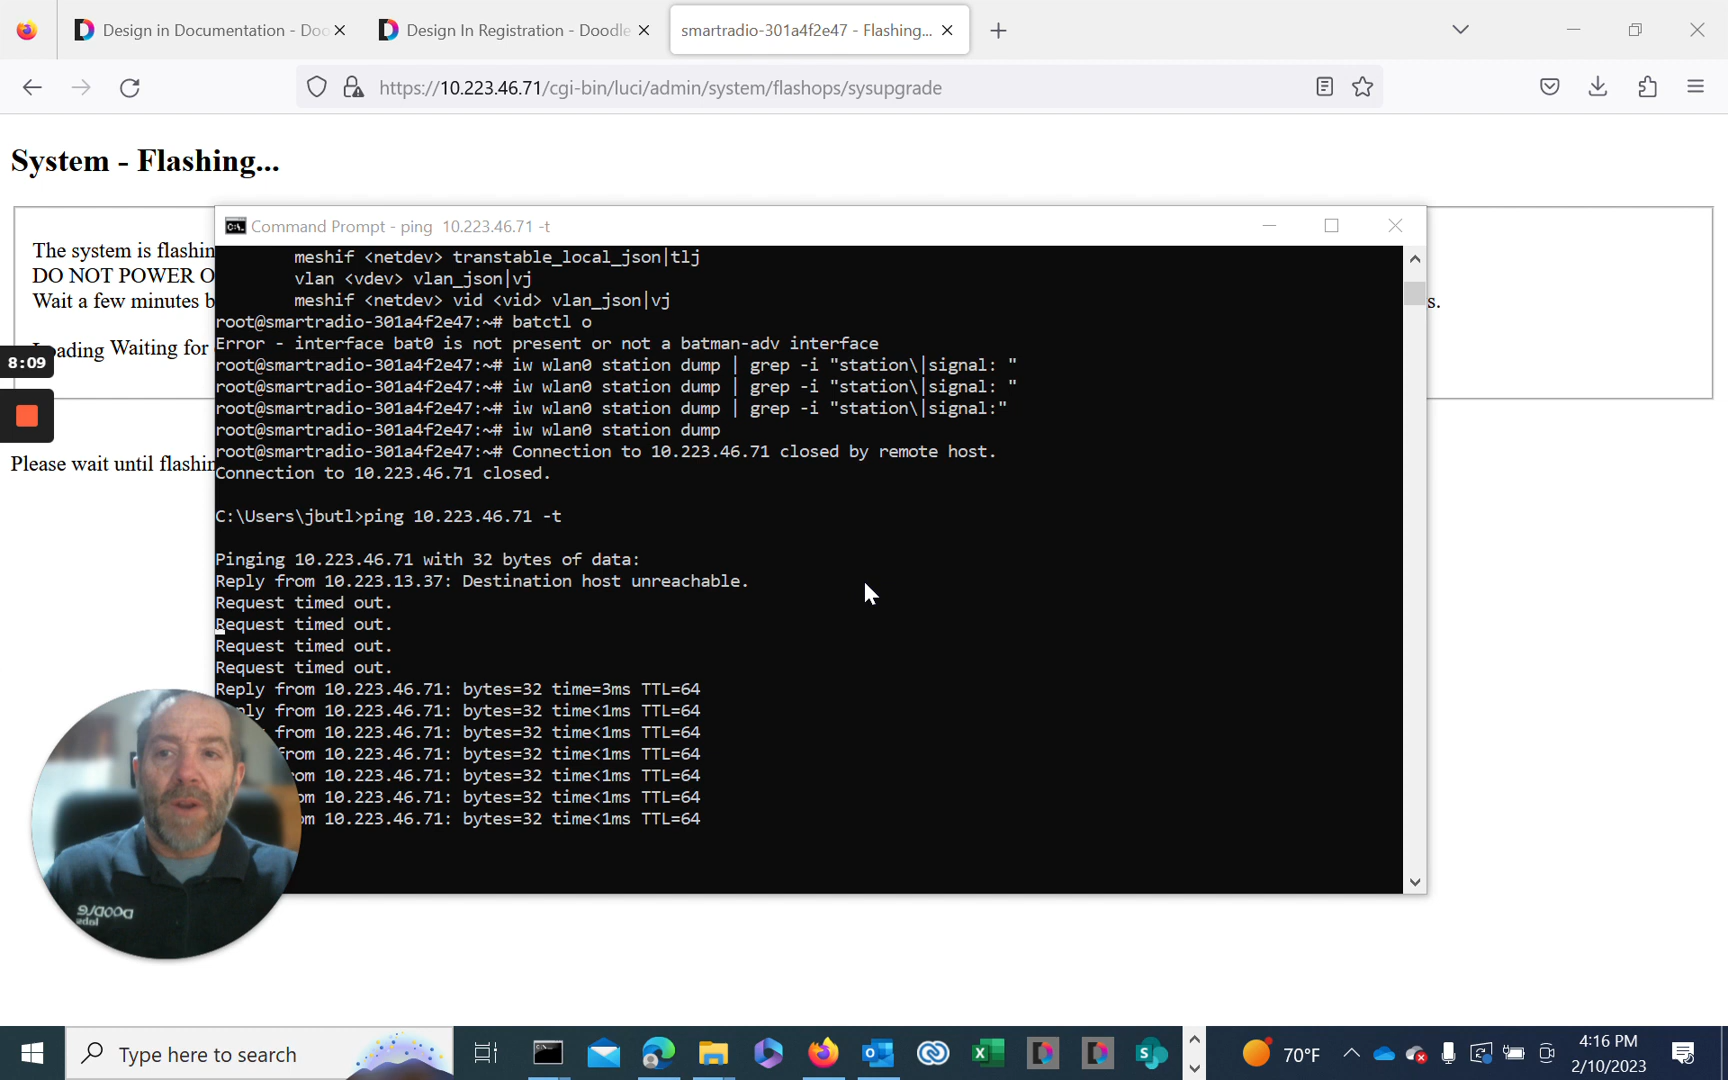 Design in Documentation - Doo
Design In Registration - Doodle
smartradio-301a4f2e47 - Flashing...
https://10.223.46.71/cgi-bin/luci/admin/system/flashops/sysupgrade
System - Flashing...
The system is flashin
DO NOT POWER O
Wait a few minutes b
s.
oading Waiting for
8:09
Please wait until flashin
Command Prompt - ping 10.223.46.71 -t
meshif <netdev> transtable_local_json|tlj
vlan <vdev> vlan_json|vj
meshif <netdev> vid <vid> vlan_json|vj
root@smartradio-301a4f2e47:~# batctl o
Error - interface bat0 is not present or not a batman-adv interface
root@smartradio-301a4f2e47:~# iw wlan0 station dump | grep -i "station\|signal: "
root@smartradio-301a4f2e47:~# iw wlan0 station dump | grep -i "station\|signal: "
root@smartradio-301a4f2e47:~# iw wlan0 station dump | grep -i "station\|signal:"
root@smartradio-301a4f2e47:~# iw wlan0 station dump
root@smartradio-301a4f2e47:~# Connection to 10.223.46.71 closed by remote host.
Connection to 10.223.46.71 closed.
C:\Users\jbutl>ping 10.223.46.71 -t
Pinging 10.223.46.71 with 32 bytes of data:
Reply from 10.223.13.37: Destination host unreachable.
Request timed out.
Request timed out.
Request timed out.
Request timed out.
Reply from 10.223.46.71: bytes=32 time=3ms TTL=64
ply from 10.223.46.71: bytes=32 time<1ms TTL=64
from 10.223.46.71: bytes=32 time<1ms TTL=64
from 10.223.46.71: bytes=32 time<1ms TTL=64
om 10.223.46.71: bytes=32 time<1ms TTL=64
om 10.223.46.71: bytes=32 time<1ms TTL=64
om 10.223.46.71: bytes=32 time<1ms TTL=64
DOODLE
labs
Type here to search
70°F
4:16 PM
2/10/2023